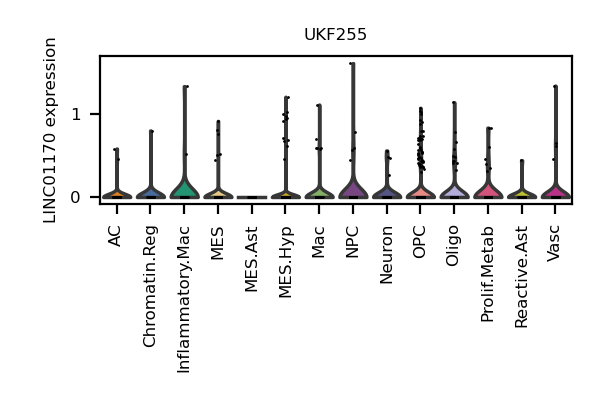 UKF255
LINC01170 expression
1
0
AC
Chromatin.Reg
Inflammatory.Mac
MES
MES.Ast
MES.Hyp
Mac
NPC
Neuron
OPC
Oligo
Prolif.Metab
Reactive.Ast
Vasc